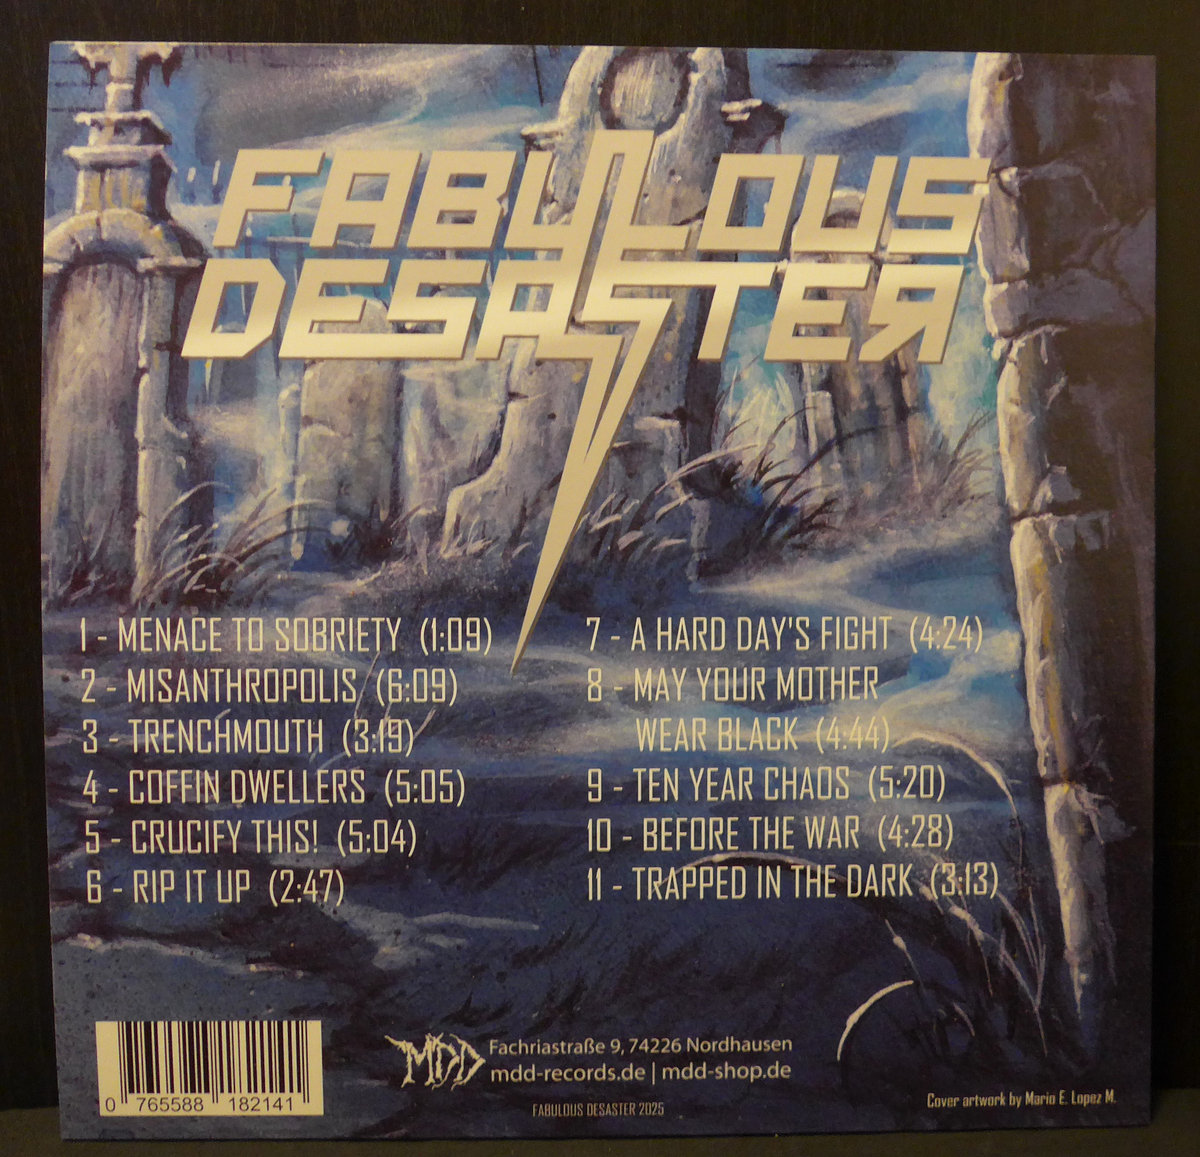 FABULOUS
DESASTER
1 - MENACE TO SOBRIETY (1:09)
2 - MISANTHROPOLIS (6:09)
3 - TRENCHMOUTH (3:19)
4 - COFFIN DWELLERS (5:05)
5 - CRUCIFY THIS! (5:04)
6 - RIP IT UP (2:47)
7 - A HARD DAY'S FIGHT (4:24)
8 - MAY YOUR MOTHER
WEAR BLACK (4:44)
9 - TEN YEAR CHAOS (5:20)
10 - BEFORE THE WAR (4:28)
11 - TRAPPED IN THE DARK (3:13)
0 765588 182141
MDD
Fachriastraße 9, 74226 Nordhausen
mdd-records.de | mdd-shop.de
FABULOUS DESASTER 2025
Cover artwork by Mario E. Lopez M.